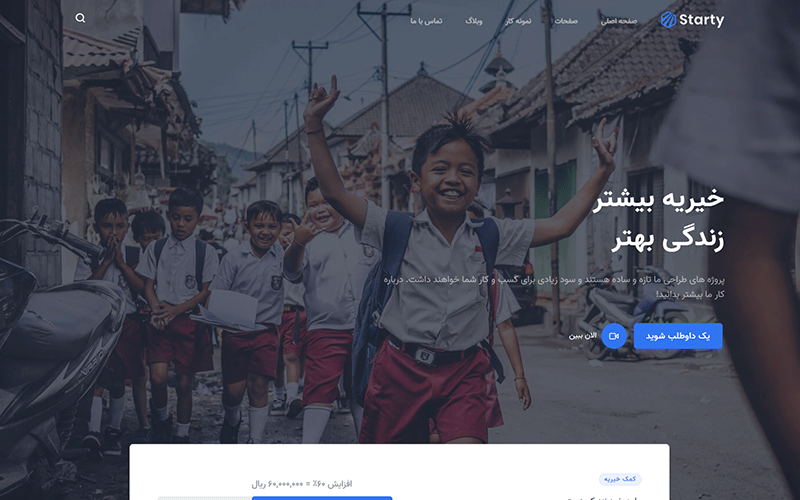 Starty
صفحه اصلی
صفحات
نمونه کار
وبلاگ
تماس با ما
خیریه بیشتر
زندگی بهتر
پروژه های طراحی ما تازه و ساده هستند و سود زیادی برای کسب و کار شما خواهند داشت. درباره
کار ما بیشتر بدانید!
یک داوطلب شوید
الان ببین
کمک خیریه
افزایش ۶۰٪ = ۶۰,۰۰۰,۰۰۰ ریال